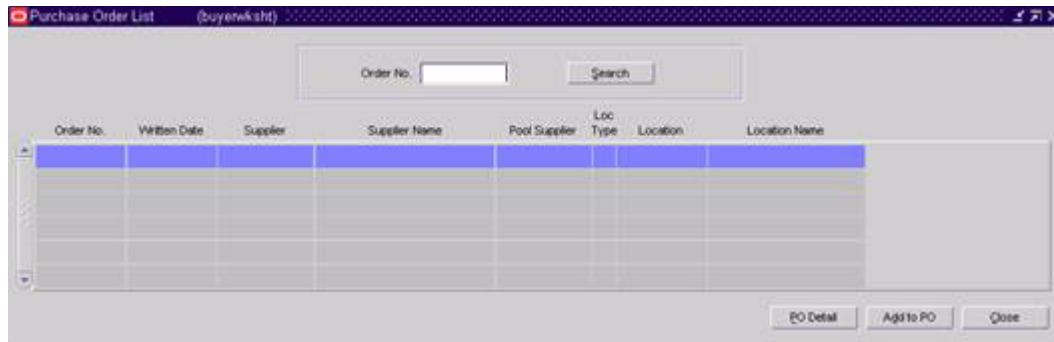 Purchase Order List (buyerwksht)
Order No. Search
Order No. Written Date Supplier Supplier Name Pool Supplier Loc Type Location Location Name
PO Detail Add to PO Close